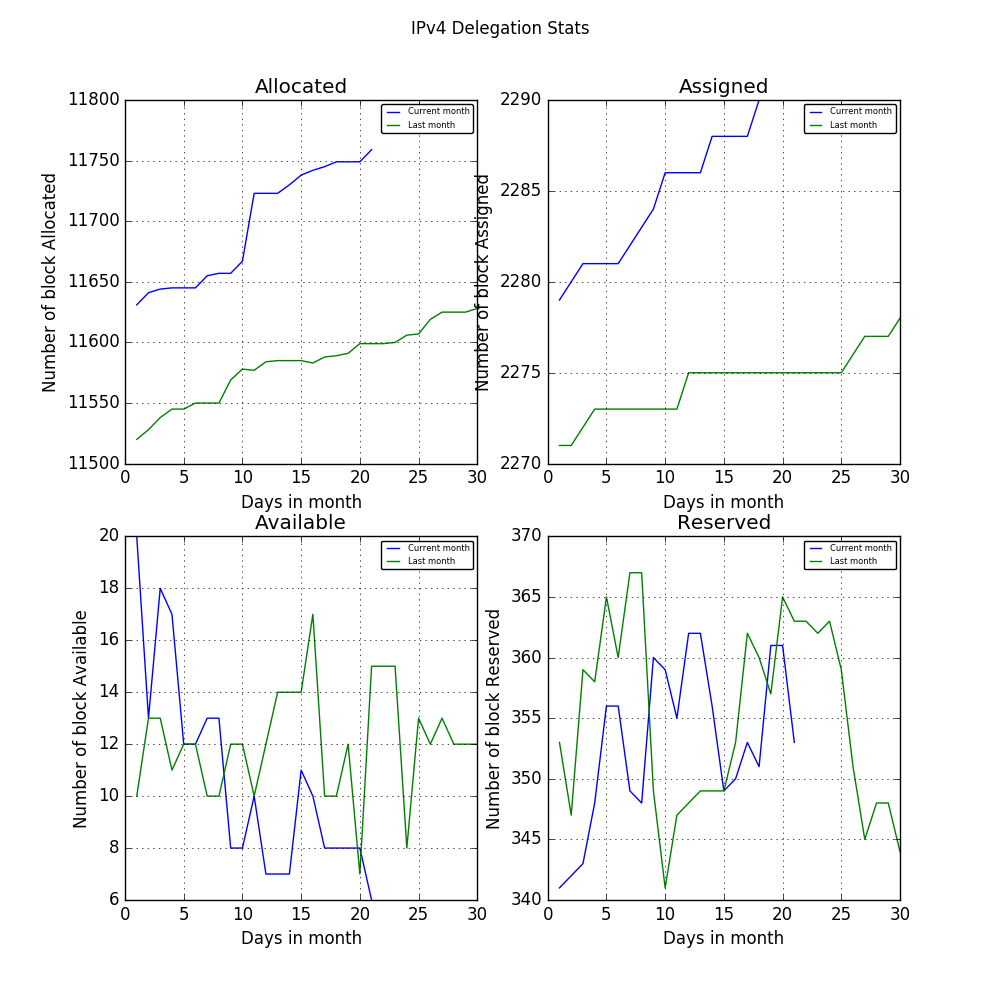 IPv4 Delegation Stats
Allocated
Number of block Allocated
11800
11750
11700
11650
11600
11550
11500
0 5 10 15 20 25 30
Days in month
Current month
Last month
Assigned
Number of block Assigned
2290
2285
2280
2275
2270
0 5 10 15 20 25 30
Days in month
Current month
Last month
Available
Number of block Available
20
18
16
14
12
10
8
6
0 5 10 15 20 25 30
Days in month
Current month
Last month
Reserved
Number of block Reserved
370
365
360
355
350
345
340
0 5 10 15 20 25 30
Days in month
Current month
Last month